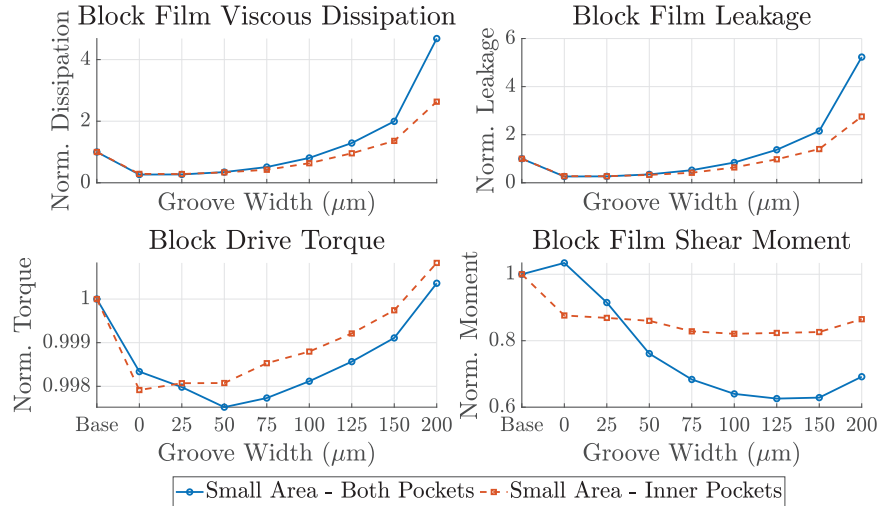 Block Film Viscous Dissipation
Norm. Dissipation
4
2
0
Groove Width (μm)
Block Film Leakage
Norm. Leakage
6
4
2
0
Groove Width (μm)
Block Drive Torque
Norm. Torque
1
0.999
0.998
Base 0 25 50 75 100 125 150 200
Groove Width (μm)
Block Film Shear Moment
Norm. Moment
1
0.8
0.6
Base 0 25 50 75 100 125 150 200
Groove Width (μm)
Small Area - Both Pockets Small Area - Inner Pockets